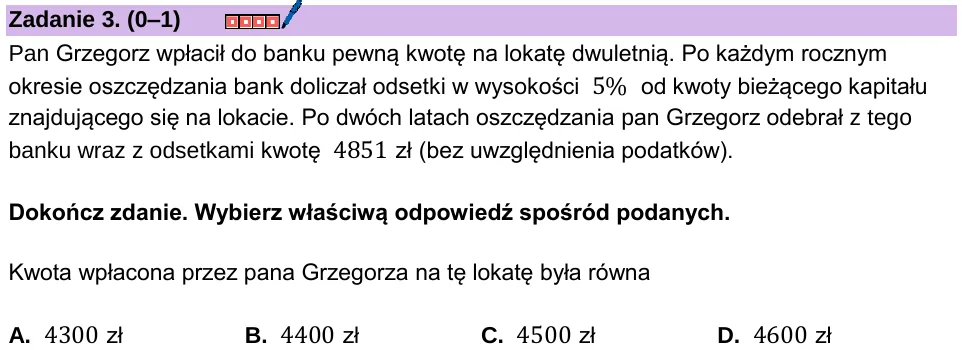 Zadanie 3. (0–1)
Pan Grzegorz wpłacił do banku pewną kwotę na lokatę dwuletnią. Po każdym rocznym
okresie oszczędzania bank doliczał odsetki w wysokości 5% od kwoty bieżącego kapitału
znajdującego się na lokacie. Po dwóch latach oszczędzania pan Grzegorz odebrał z tego
banku wraz z odsetkami kwotę 4851 zł (bez uwzględnienia podatków).
Dokończ zdanie. Wybierz właściwą odpowiedź spośród podanych.
Kwota wpłacona przez pana Grzegorza na tę lokatę była równa
A. 4300 zł B. 4400 zł C. 4500 zł D. 4600 zł